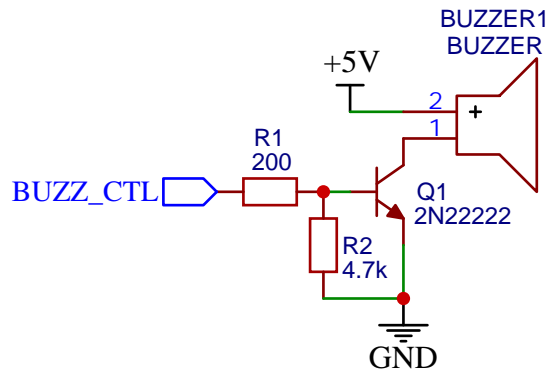 BUZZER1
BUZZER
+5V
2
+
1
R1
200
BUZZ_CTL
Q1
2N22222
R2
4.7k
GND